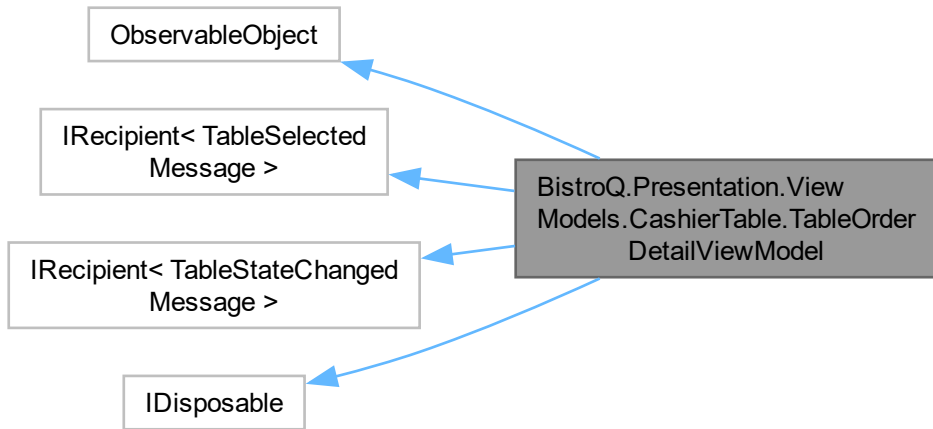 ObservableObject
IRecipient< TableSelected
Message >
BistroQ.Presentation.View
Models.CashierTable.TableOrder
DetailViewModel
IRecipient< TableStateChanged
Message >
IDisposable